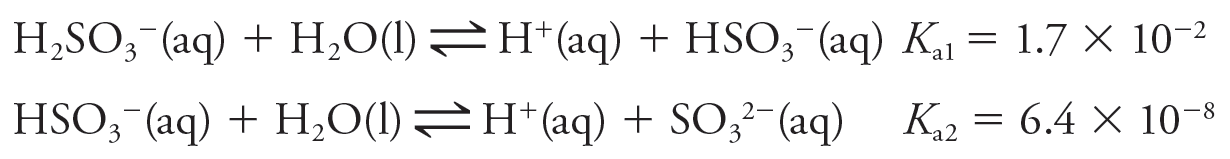 H₂SO₃⁻(aq) + H₂O(l) ⇌ H⁺(aq) + HSO₃⁻(aq) Kₐ₁ = 1.7 × 10⁻²
HSO₃⁻(aq) + H₂O(l) ⇌ H⁺(aq) + SO₃²⁻(aq) Kₐ₂ = 6.4 × 10⁻⁸